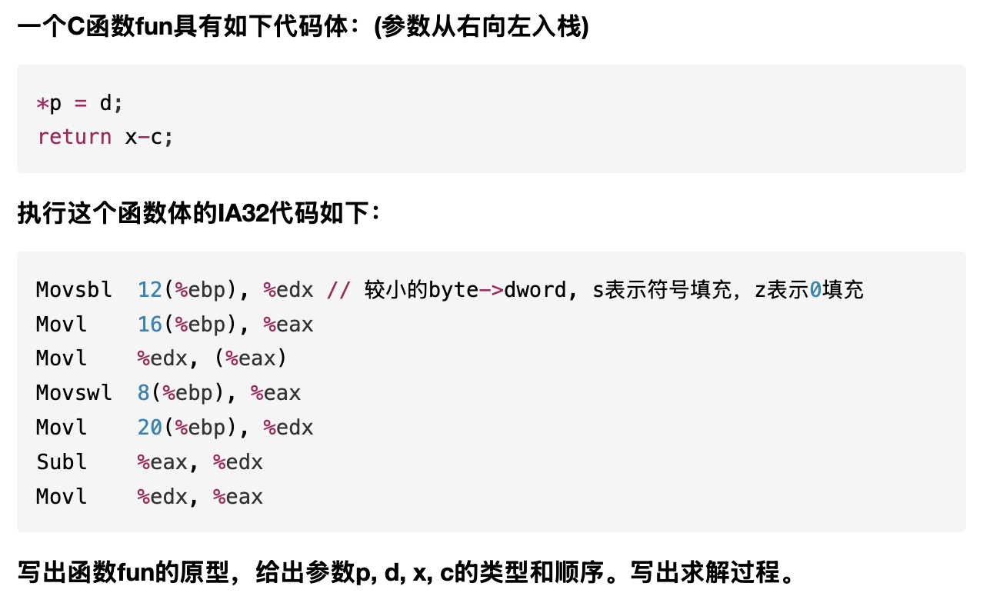 一个C函数fun具有如下代码体：(参数从右向左入栈)
*p = d;
return x-c;
执行这个函数体的IA32代码如下：
Movsbl  12(%ebp), %edx // 较小的byte->dword, s表示符号填充，z表示0填充
Movl    16(%ebp), %eax
Movl    %edx, (%eax)
Movswl  8(%ebp), %eax
Movl    20(%ebp), %edx
Subl    %eax, %edx
Movl    %edx, %eax
写出函数fun的原型，给出参数p, d, x, c的类型和顺序。写出求解过程。